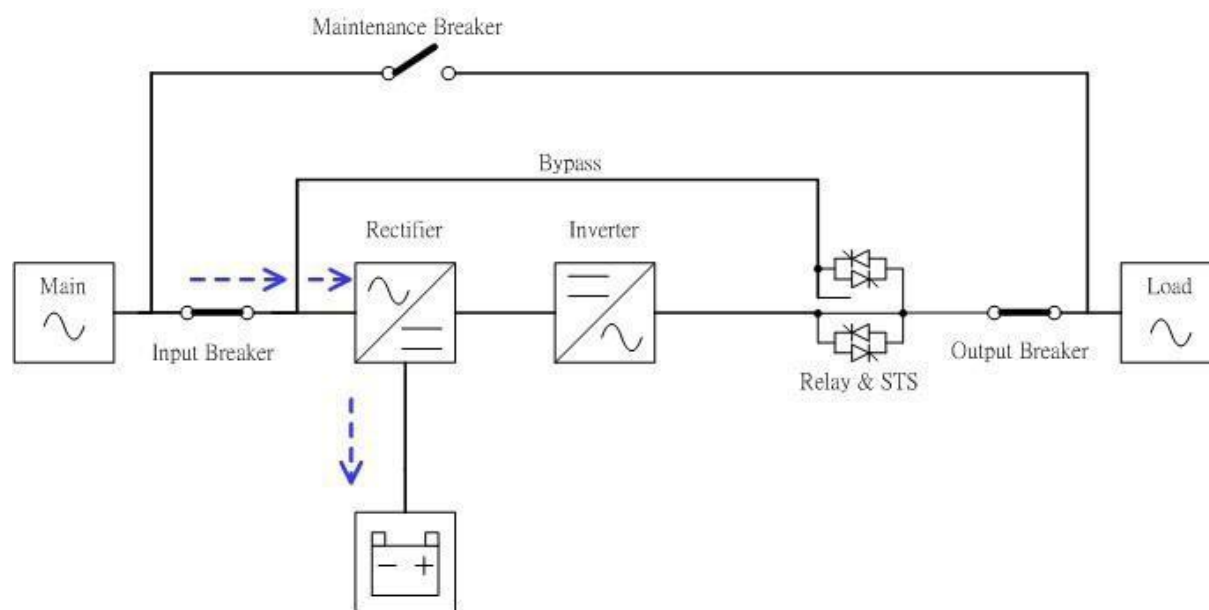 Maintenance Breaker
Bypass
Rectifier
Inverter
Main
Load
Input Breaker
Output Breaker
Relay & STS
− +